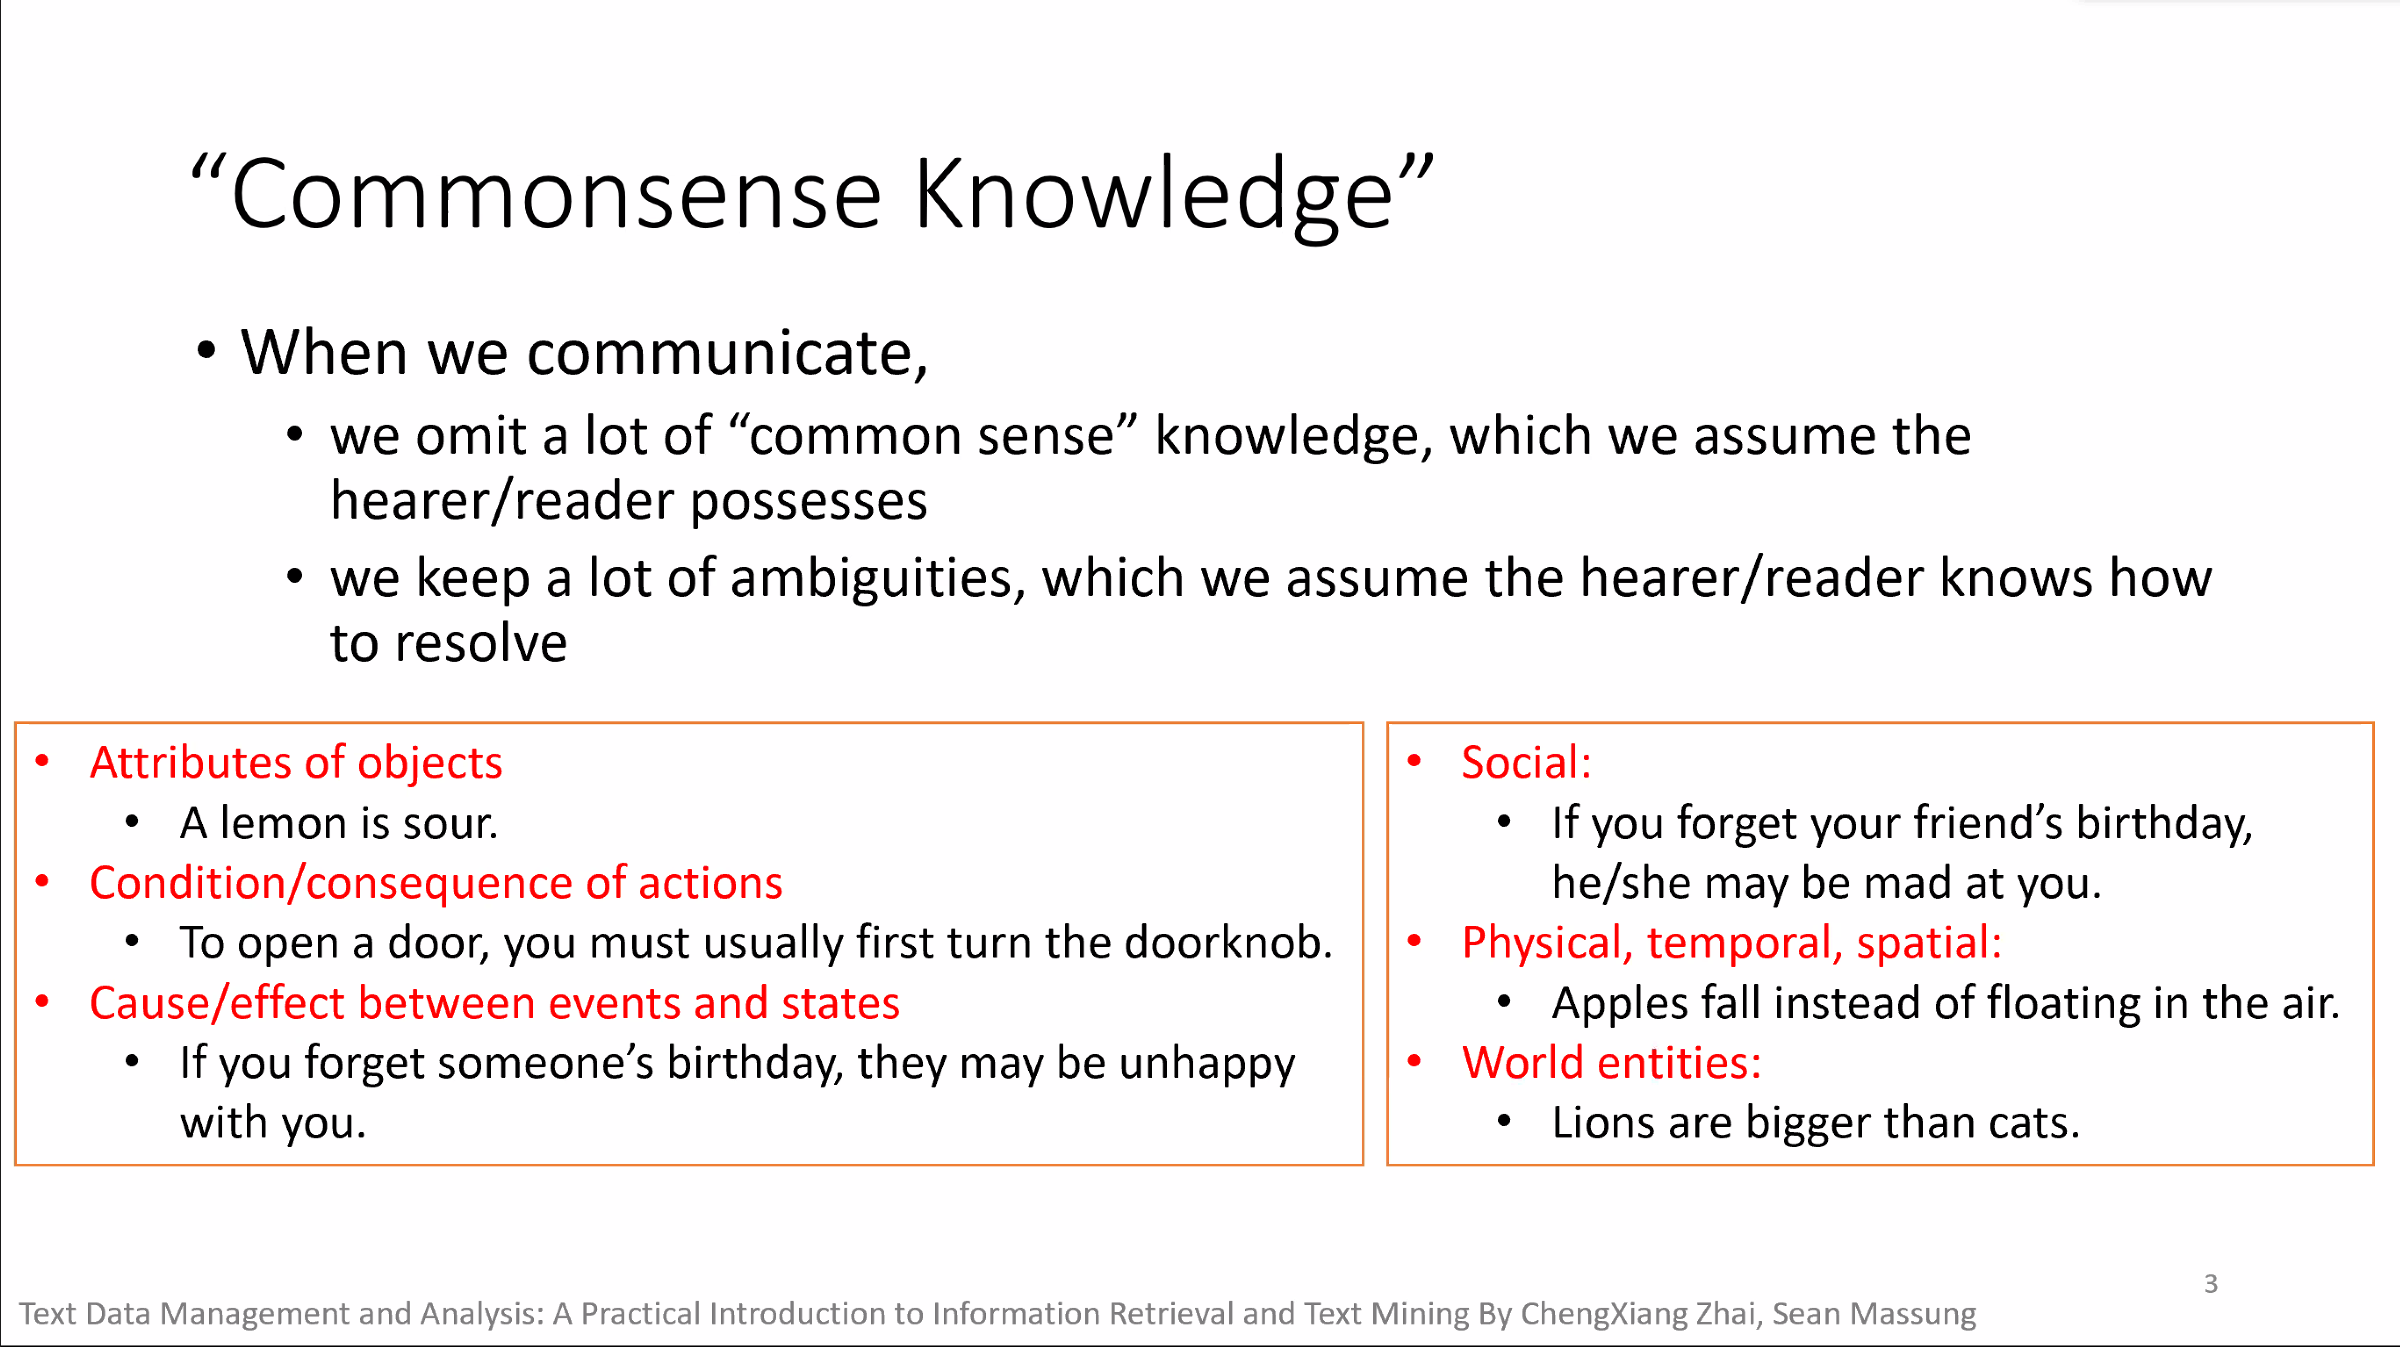 “Commonsense Knowledge”
• When we communicate,
• we omit a lot of “common sense” knowledge, which we assume the
hearer/reader possesses
• we keep a lot of ambiguities, which we assume the hearer/reader knows how
to resolve
• Attributes of objects
• A lemon is sour.
• Condition/consequence of actions
• To open a door, you must usually first turn the doorknob.
• Cause/effect between events and states
• If you forget someone’s birthday, they may be unhappy
with you.
• Social:
• If you forget your friend’s birthday,
he/she may be mad at you.
• Physical, temporal, spatial:
• Apples fall instead of floating in the air.
• World entities:
• Lions are bigger than cats.
3
Text Data Management and Analysis: A Practical Introduction to Information Retrieval and Text Mining By ChengXiang Zhai, Sean Massung